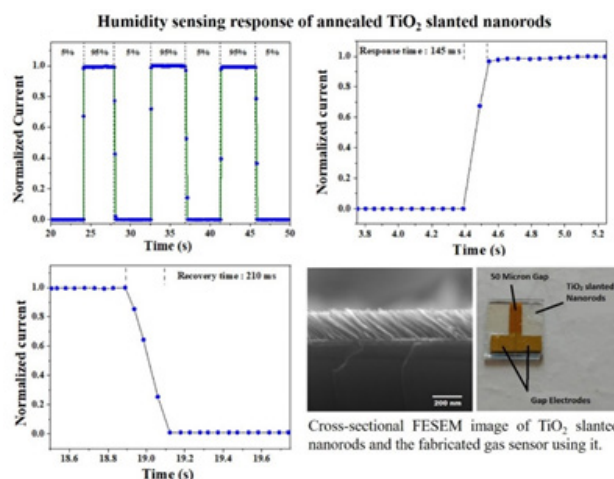 Humidity sensing response of annealed TiO₂ slanted nanorods
5% 95% 5% 95% 5% 95% 5%
Normalized Current
1.0
0.8
0.6
0.4
0.2
0.0
20 25 30 35 40 45 50
Time (s)
Response time : 145 ms
Normalized current
1.0
0.8
0.6
0.4
0.2
0.0
3.8 4.0 4.2 4.4 4.6 4.8 5.0 5.2
Time (s)
Recovery time : 210 ms
Normalized current
1.0
0.8
0.6
0.4
0.2
0.0
18.6 18.8 19.0 19.2 19.4 19.6
Time (s)
200 nm
50 Micron Gap
TiO₂ slanted
Nanorods
Gap Electrodes
Cross-sectional FESEM image of TiO₂ slanted
nanorods and the fabricated gas sensor using it.